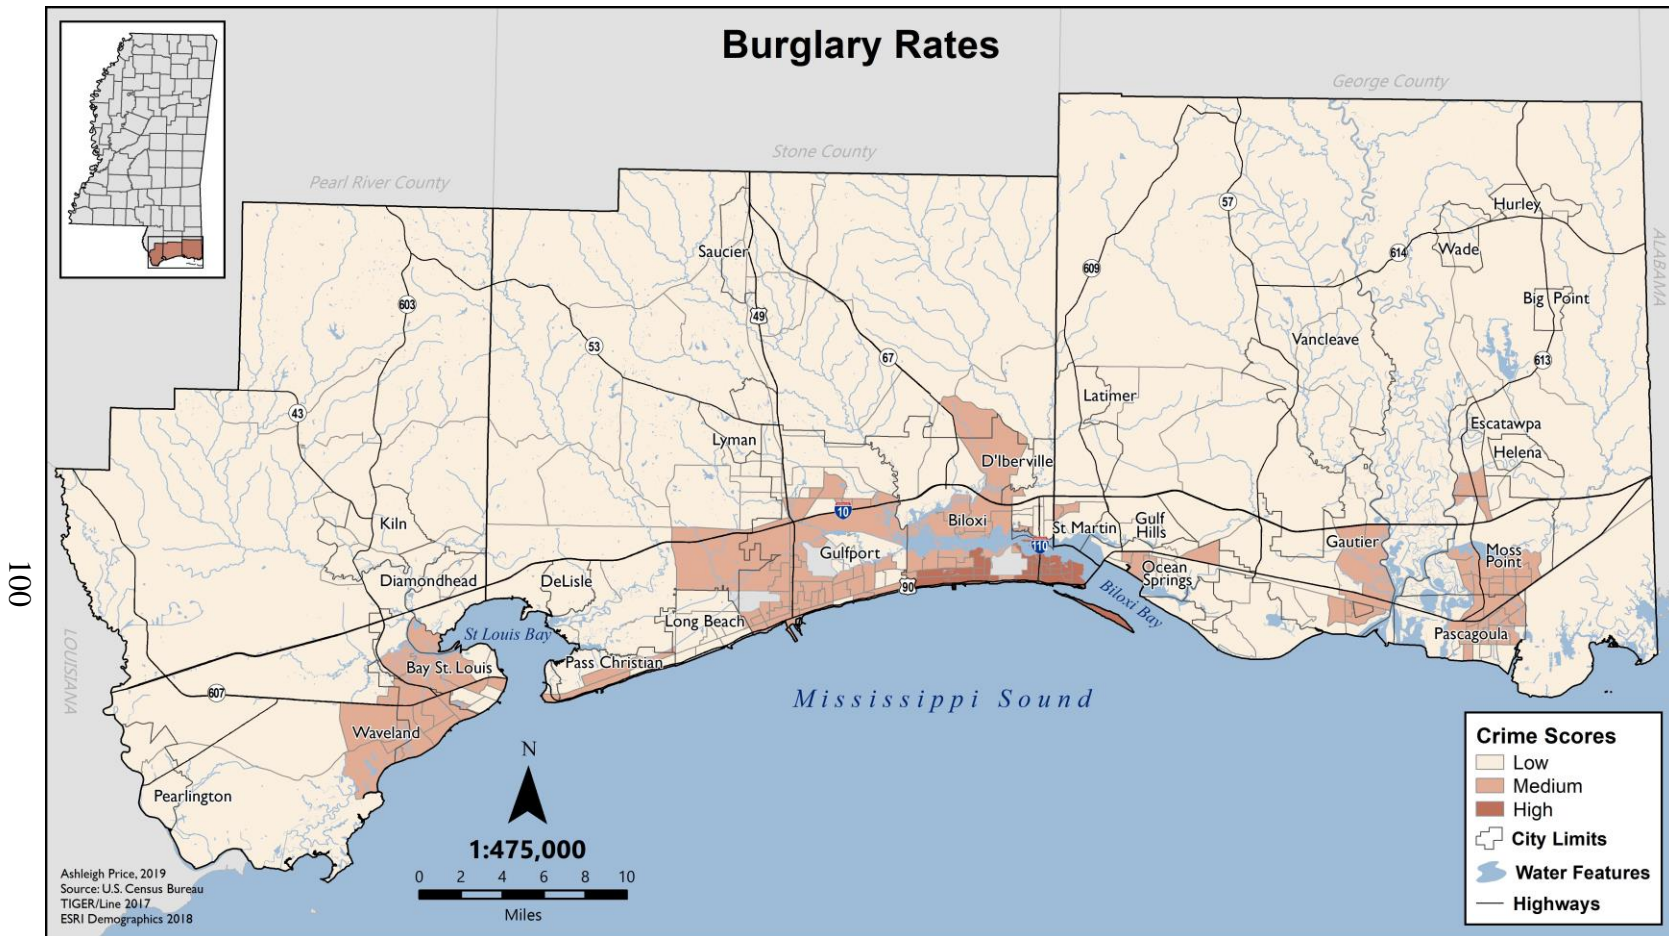 Burglary Rates
George County
Stone County
Pearl River County
57
Hurley
614
Wade
ALABAMA
Saucier
609
603
49
Big Point
53
67
Vancleave
613
43
Latimer
Lyman
Escatawpa
D'Iberville
Helena
10
Kiln
Biloxi
St Martin
Gulf
Hills
110
Gautier
Gulfport
Moss
Point
Diamondhead
DeLisle
90
Ocean
Springs
Biloxi Bay
100
Long Beach
St Louis Bay
Pascagoula
LOUISIANA
Bay St. Louis
Pass Christian
607
Mississippi Sound
Waveland
N
Pearlington
1:475,000
0 2 4 6 8 10
Miles
Crime Scores
Low
Medium
High
City Limits
Water Features
Highways
Ashleigh Price, 2019
Source: U.S. Census Bureau
TIGER/Line 2017
ESRI Demographics 2018